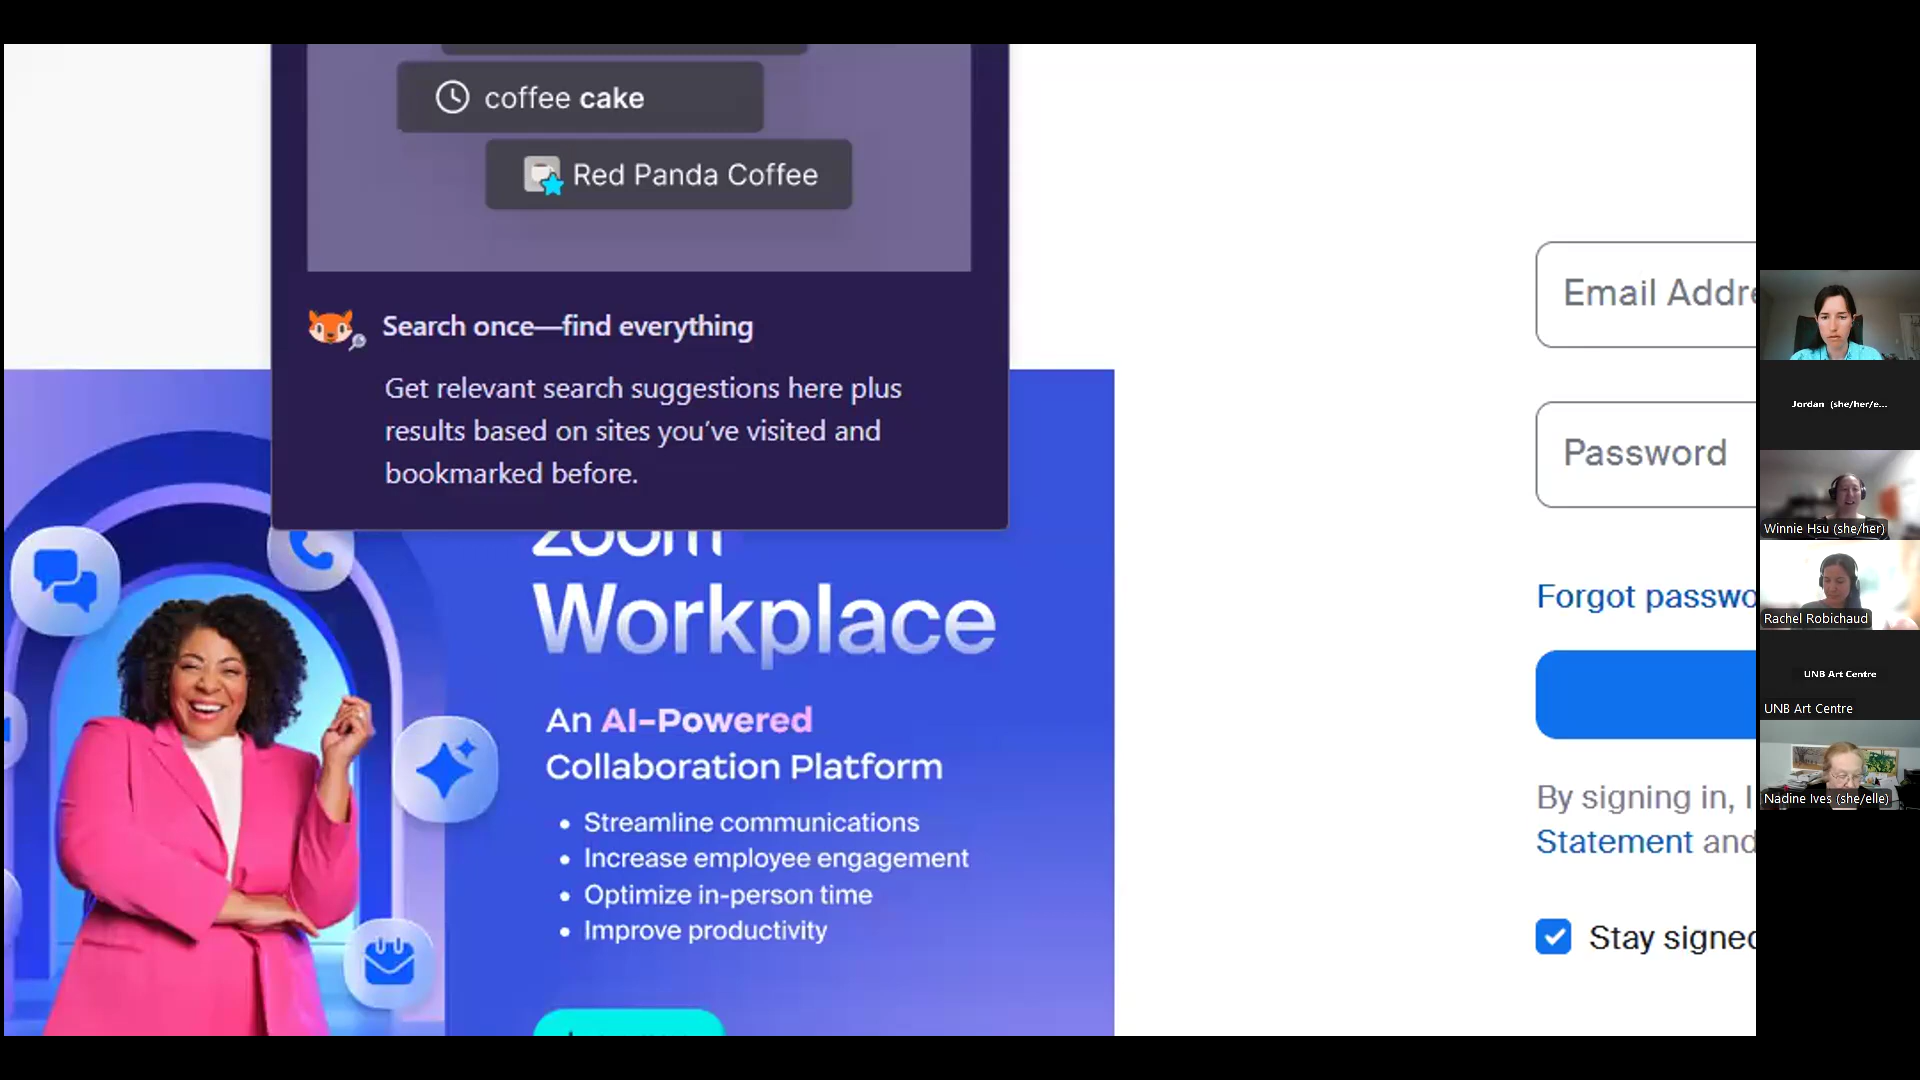 coffee cake
Red Panda Coffee
Search once—find everything
Get relevant search suggestions here plus
results based on sites you’ve visited and
bookmarked before.
zoom
Workplace
An AI-Powered
Collaboration Platform
• Streamline communications
• Increase employee engagement
• Optimize in-person time
• Improve productivity
Email Addre
Password
Forgot passwo
By signing in, I
Statement and
Stay signed
Jordan (she/her/e...
Winnie Hsu (she/her)
Rachel Robichaud
UNB Art Centre
UNB Art Centre
Nadine Ives (she/elle)